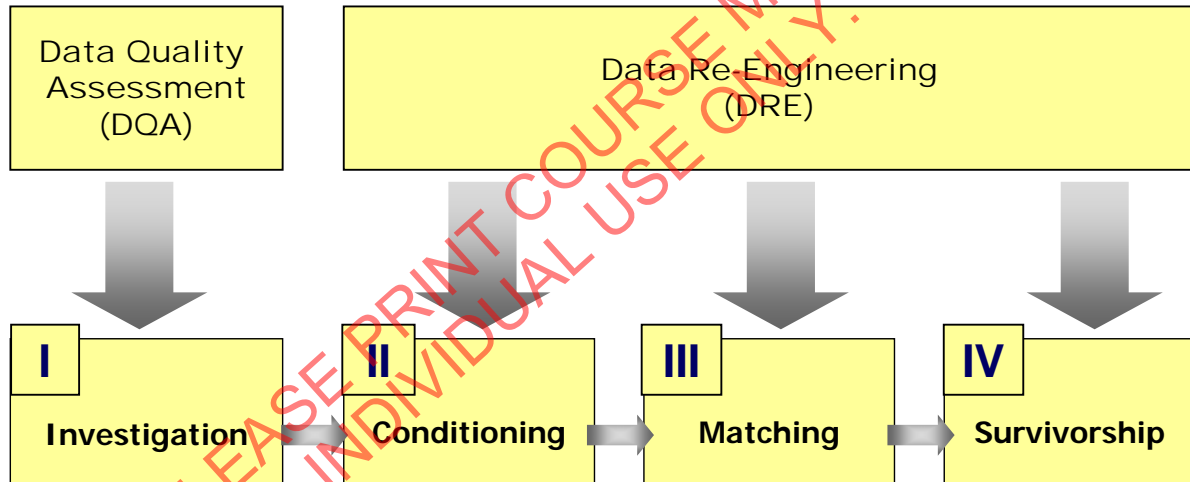 Data Quality
Assessment
(DQA)
Data Re-Engineering
(DRE)
I
Investigation
II
Conditioning
III
Matching
IV
Survivorship
EASE PRINT COURSE M
INDIVIDUAL USE ONLY.